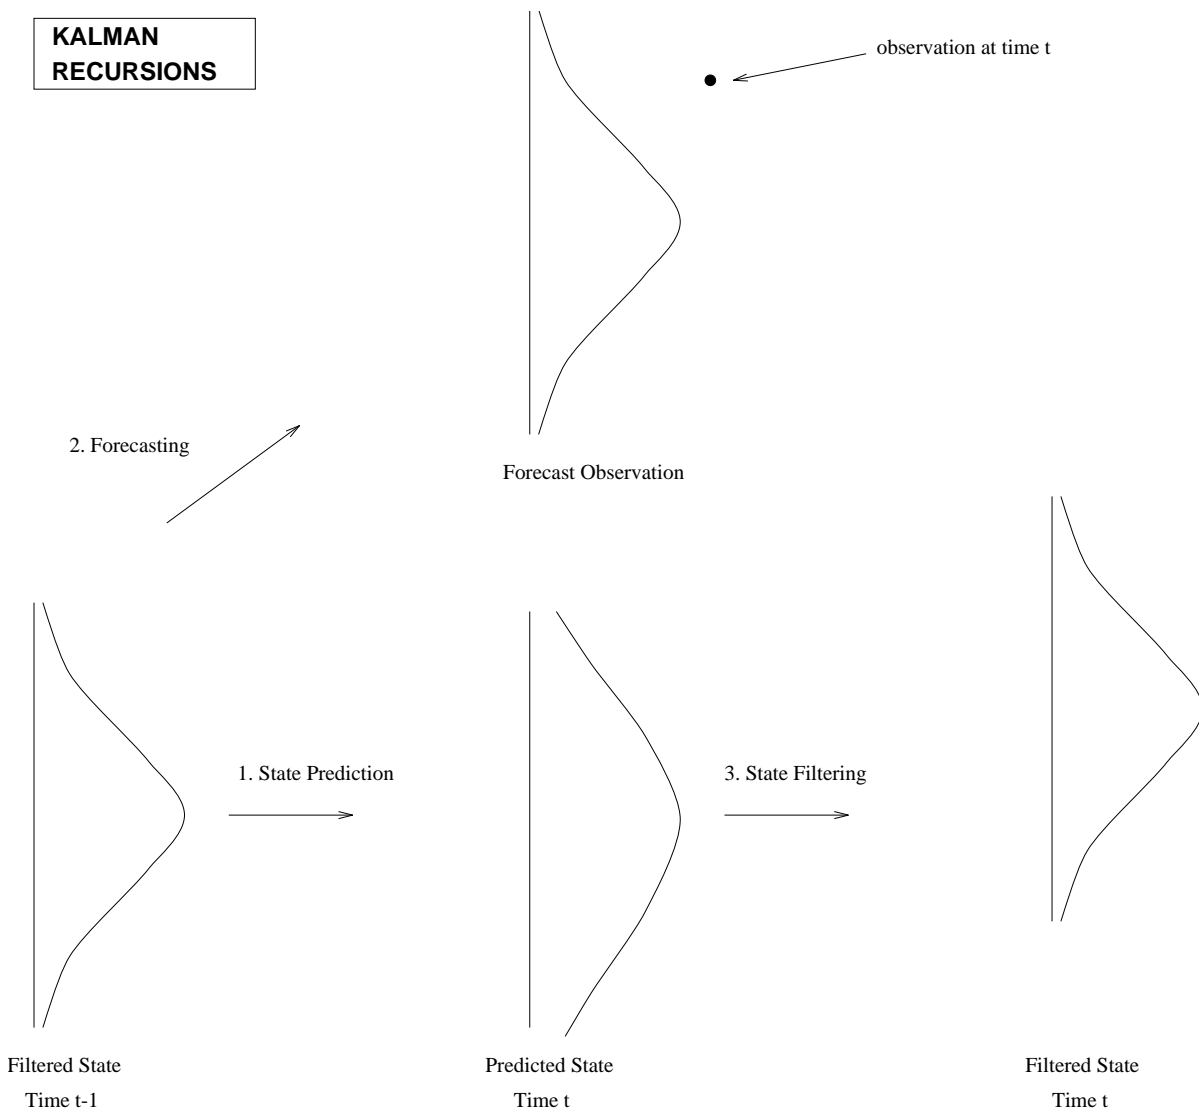 KALMAN
RECURSIONS
observation at time t
2. Forecasting
Forecast Observation
1. State Prediction
3. State Filtering
Filtered State
Time t-1
Predicted State
Time t
Filtered State
Time t